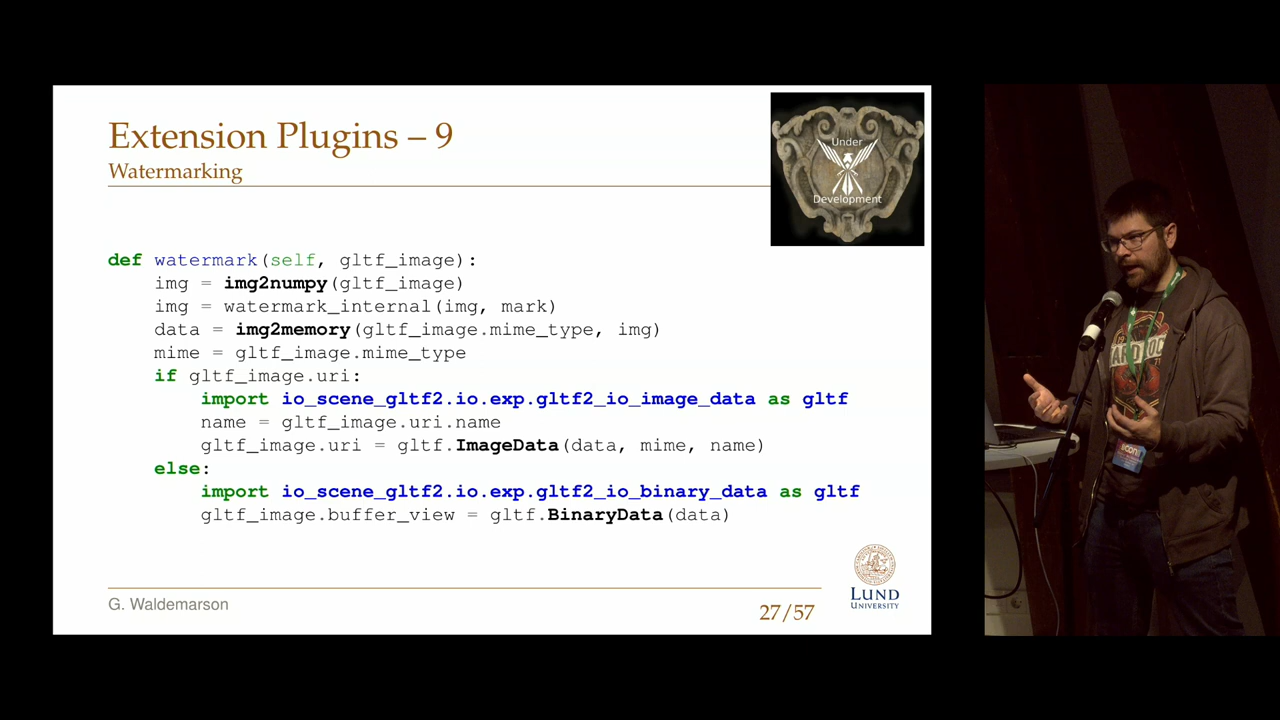 Extension Plugins – 9
Watermarking
Under
Development
def watermark(self, gltf_image):
    img = img2numpy(gltf_image)
    img = watermark_internal(img, mark)
    data = img2memory(gltf_image.mime_type, img)
    mime = gltf_image.mime_type
    if gltf_image.uri:
        import io_scene_gltf2.io.exp.gltf2_io_image_data as gltf
        name = gltf_image.uri.name
        gltf_image.uri = gltf.ImageData(data, mime, name)
    else:
        import io_scene_gltf2.io.exp.gltf2_io_binary_data as gltf
        gltf_image.buffer_view = gltf.BinaryData(data)
G. Waldemarson
27/57
LUND
UNIVERSITY